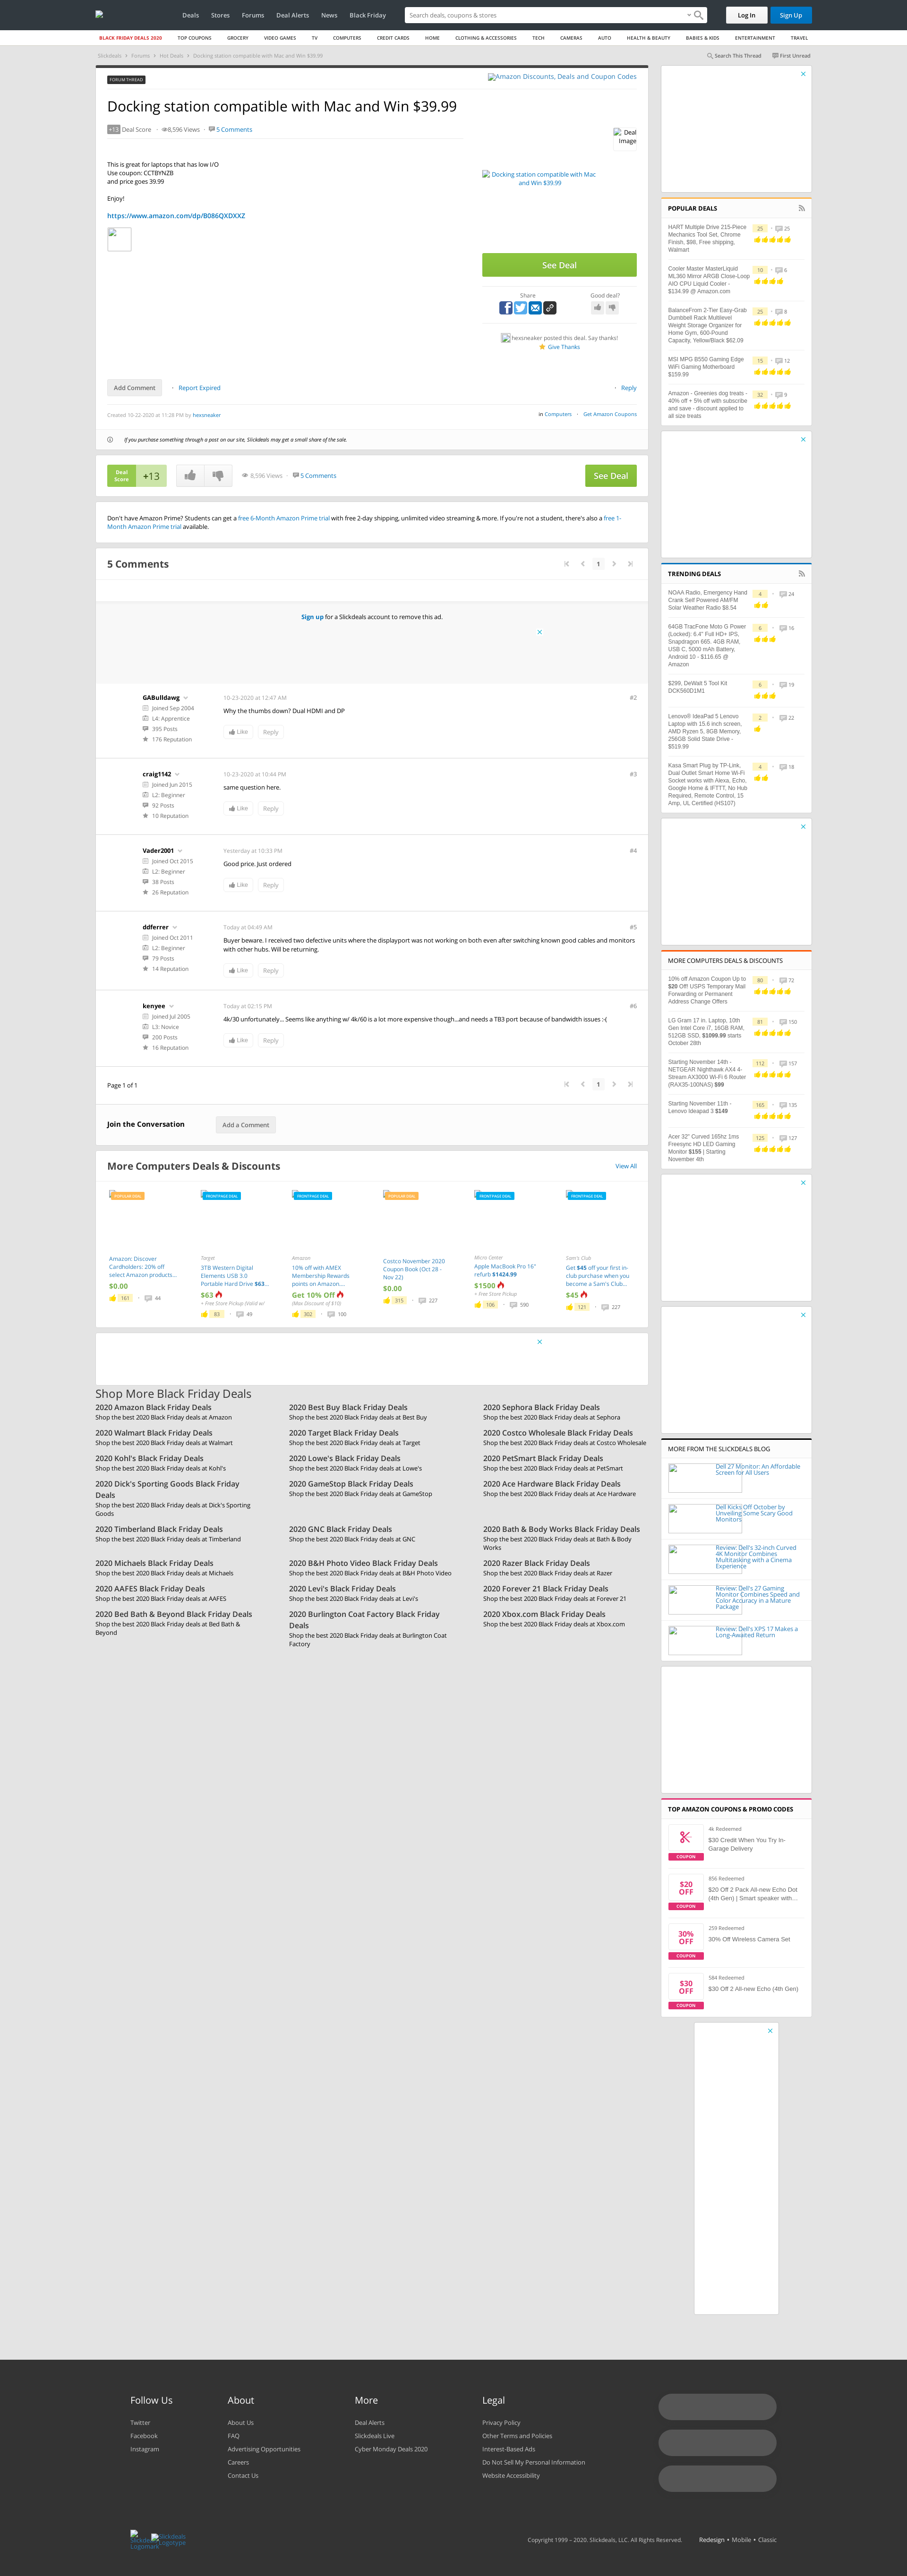 Deals Stores Forums Deal Alerts News Black Friday
Search deals, coupons & stores
Log In Sign Up
BLACK FRIDAY DEALS 2020 TOP COUPONS GROCERY VIDEO GAMES TV COMPUTERS CREDIT CARDS HOME CLOTHING & ACCESSORIES TECH CAMERAS AUTO HEALTH & BEAUTY BABIES & KIDS ENTERTAINMENT TRAVEL
Slickdeals Forums Hot Deals Docking station compatible with Mac and Win $39.99
Search This Thread First Unread
FORUM THREAD
Amazon Discounts, Deals and Coupon Codes
Docking station compatible with Mac and Win $39.99
+13 Deal Score 8,596 Views 5 Comments
Deal Image
This is great for laptops that has low I/O
Use coupon: CCTBYNZB
and price goes 39.99
Enjoy!
https://www.amazon.com/dp/B086QXDXXZ
Docking station compatible with Mac and Win $39.99
See Deal
Share Good deal?
hexsneaker posted this deal. Say thanks!
Give Thanks
Add Comment Report Expired Reply
Created 10-22-2020 at 11:28 PM by hexsneaker
in Computers Get Amazon Coupons
If you purchase something through a post on our site, Slickdeals may get a small share of the sale.
Deal Score +13 8,596 Views 5 Comments See Deal
Don't have Amazon Prime? Students can get a free 6-Month Amazon Prime trial with free 2-day shipping, unlimited video streaming & more. If you're not a student, there's also a free 1-
Month Amazon Prime trial available.
5 Comments
1
Sign up for a Slickdeals account to remove this ad.
GABulldawg
Joined Sep 2004
L4: Apprentice
395 Posts
176 Reputation
10-23-2020 at 12:47 AM #2
Why the thumbs down? Dual HDMI and DP
Like Reply
craig1142
Joined Jun 2015
L2: Beginner
92 Posts
10 Reputation
10-23-2020 at 10:44 PM #3
same question here.
Like Reply
Vader2001
Joined Oct 2015
L2: Beginner
38 Posts
26 Reputation
Yesterday at 10:33 PM #4
Good price. Just ordered
Like Reply
ddferrer
Joined Oct 2011
L2: Beginner
79 Posts
14 Reputation
Today at 04:49 AM #5
Buyer beware. I received two defective units where the displayport was not working on both even after switching known good cables and monitors
with other hubs. Will be returning.
Like Reply
kenyee
Joined Jul 2005
L3: Novice
200 Posts
16 Reputation
Today at 02:15 PM #6
4k/30 unfortunately... Seems like anything w/ 4k/60 is a lot more expensive though...and needs a TB3 port because of bandwidth issues :-(
Like Reply
Page 1 of 1
1
Join the Conversation Add a Comment
More Computers Deals & Discounts View All
POPULAR DEAL
Amazon: Discover
Cardholders: 20% off
select Amazon products...
$0.00
161 44
FRONTPAGE DEAL
Target
3TB Western Digital
Elements USB 3.0
Portable Hard Drive $63...
$63
+ Free Store Pickup (Valid w/
83 49
FRONTPAGE DEAL
Amazon
10% off with AMEX
Membership Rewards
points on Amazon....
Get 10% Off
(Max Discount of $10)
302 100
POPULAR DEAL
Costco November 2020
Coupon Book (Oct 28 -
Nov 22)
$0.00
315 227
FRONTPAGE DEAL
Micro Center
Apple MacBook Pro 16"
refurb $1424.99
$1500
+ Free Store Pickup
106 590
FRONTPAGE DEAL
Sam's Club
Get $45 off your first in-
club purchase when you
become a Sam's Club...
$45
121 227
Shop More Black Friday Deals
2020 Amazon Black Friday Deals
Shop the best 2020 Black Friday deals at Amazon
2020 Best Buy Black Friday Deals
Shop the best 2020 Black Friday deals at Best Buy
2020 Sephora Black Friday Deals
Shop the best 2020 Black Friday deals at Sephora
2020 Walmart Black Friday Deals
Shop the best 2020 Black Friday deals at Walmart
2020 Target Black Friday Deals
Shop the best 2020 Black Friday deals at Target
2020 Costco Wholesale Black Friday Deals
Shop the best 2020 Black Friday deals at Costco Wholesale
2020 Kohl's Black Friday Deals
Shop the best 2020 Black Friday deals at Kohl's
2020 Lowe's Black Friday Deals
Shop the best 2020 Black Friday deals at Lowe's
2020 PetSmart Black Friday Deals
Shop the best 2020 Black Friday deals at PetSmart
2020 Dick's Sporting Goods Black Friday
Deals
Shop the best 2020 Black Friday deals at Dick's Sporting
Goods
2020 GameStop Black Friday Deals
Shop the best 2020 Black Friday deals at GameStop
2020 Ace Hardware Black Friday Deals
Shop the best 2020 Black Friday deals at Ace Hardware
2020 Timberland Black Friday Deals
Shop the best 2020 Black Friday deals at Timberland
2020 GNC Black Friday Deals
Shop the best 2020 Black Friday deals at GNC
2020 Bath & Body Works Black Friday Deals
Shop the best 2020 Black Friday deals at Bath & Body
Works
2020 Michaels Black Friday Deals
Shop the best 2020 Black Friday deals at Michaels
2020 B&H Photo Video Black Friday Deals
Shop the best 2020 Black Friday deals at B&H Photo Video
2020 Razer Black Friday Deals
Shop the best 2020 Black Friday deals at Razer
2020 AAFES Black Friday Deals
Shop the best 2020 Black Friday deals at AAFES
2020 Levi's Black Friday Deals
Shop the best 2020 Black Friday deals at Levi's
2020 Forever 21 Black Friday Deals
Shop the best 2020 Black Friday deals at Forever 21
2020 Bed Bath & Beyond Black Friday Deals
Shop the best 2020 Black Friday deals at Bed Bath &
Beyond
2020 Burlington Coat Factory Black Friday
Deals
Shop the best 2020 Black Friday deals at Burlington Coat
Factory
2020 Xbox.com Black Friday Deals
Shop the best 2020 Black Friday deals at Xbox.com
POPULAR DEALS
HART Multiple Drive 215-Piece
Mechanics Tool Set, Chrome
Finish, $98, Free shipping,
Walmart
25 25
Cooler Master MasterLiquid
ML360 Mirror ARGB Close-Loop
AIO CPU Liquid Cooler -
$134.99 @ Amazon.com
10 6
BalanceFrom 2-Tier Easy-Grab
Dumbbell Rack Multilevel
Weight Storage Organizer for
Home Gym, 600-Pound
Capacity, Yellow/Black $62.09
25 8
MSI MPG B550 Gaming Edge
WiFi Gaming Motherboard
$159.99
15 12
Amazon - Greenies dog treats -
40% off + 5% off with subscribe
and save - discount applied to
all size treats
32 9
TRENDING DEALS
NOAA Radio, Emergency Hand
Crank Self Powered AM/FM
Solar Weather Radio $8.54
4 24
64GB TracFone Moto G Power
(Locked): 6.4" Full HD+ IPS,
Snapdragon 665, 4GB RAM,
USB C, 5000 mAh Battery,
Android 10 - $116.65 @
Amazon
6 16
$299, DeWalt 5 Tool Kit
DCK560D1M1
6 19
Lenovo® IdeaPad 5 Lenovo
Laptop with 15.6 inch screen,
AMD Ryzen 5, 8GB Memory,
256GB Solid State Drive -
$519.99
2 22
Kasa Smart Plug by TP-Link,
Dual Outlet Smart Home Wi-Fi
Socket works with Alexa, Echo,
Google Home & IFTTT, No Hub
Required, Remote Control, 15
Amp, UL Certified (HS107)
4 18
MORE COMPUTERS DEALS & DISCOUNTS
10% off Amazon Coupon Up to
$20 Off! USPS Temporary Mail
Forwarding or Permanent
Address Change Offers
80 72
LG Gram 17 in. Laptop, 10th
Gen Intel Core i7, 16GB RAM,
512GB SSD, $1099.99 starts
October 28th
81 150
Starting November 14th -
NETGEAR Nighthawk AX4 4-
Stream AX3000 Wi-Fi 6 Router
(RAX35-100NAS) $99
112 157
Starting November 11th -
Lenovo Ideapad 3 $149
165 135
Acer 32" Curved 165hz 1ms
Freesync HD LED Gaming
Monitor $155 | Starting
November 4th
125 127
MORE FROM THE SLICKDEALS BLOG
Dell 27 Monitor: An Affordable
Screen for All Users
Dell Kicks Off October by
Unveiling Some Scary Good
Monitors
Review: Dell's 32-inch Curved
4K Monitor Combines
Multitasking with a Cinema
Experience
Review: Dell's 27 Gaming
Monitor Combines Speed and
Color Accuracy in a Mature
Package
Review: Dell's XPS 17 Makes a
Long-Awaited Return
TOP AMAZON COUPONS & PROMO CODES
COUPON
4k Redeemed
$30 Credit When You Try In-
Garage Delivery
$20 OFF
COUPON
856 Redeemed
$20 Off 2 Pack All-new Echo Dot
(4th Gen) | Smart speaker with...
30% OFF
COUPON
259 Redeemed
30% Off Wireless Camera Set
$30 OFF
COUPON
584 Redeemed
$30 Off 2 All-new Echo (4th Gen)
Follow Us
Twitter
Facebook
Instagram
About
About Us
FAQ
Advertising Opportunities
Careers
Contact Us
More
Deal Alerts
Slickdeals Live
Cyber Monday Deals 2020
Legal
Privacy Policy
Other Terms and Policies
Interest-Based Ads
Do Not Sell My Personal Information
Website Accessibility
Slickdeals Logomark Slickdeals Logotype
Copyright 1999 – 2020. Slickdeals, LLC. All Rights Reserved. Redesign • Mobile • Classic